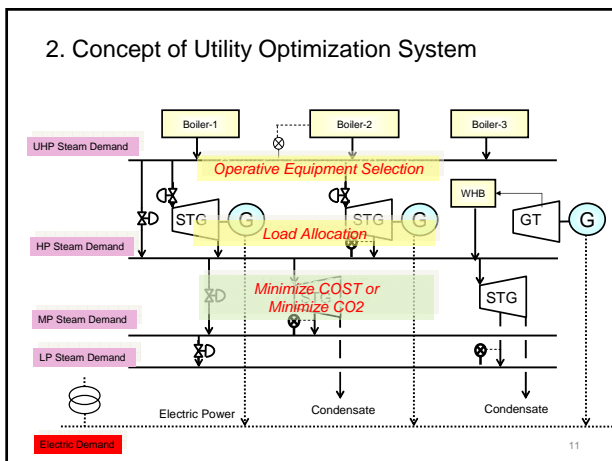 2. Concept of Utility Optimization System
Boiler-1
Boiler-2
Boiler-3
UHP Steam Demand
Operative Equipment Selection
WHB
STG
G
STG
G
GT
G
Load Allocation
HP Steam Demand
Minimize COST or
Minimize CO2
STG
STG
MP Steam Demand
LP Steam Demand
Electric Power
Condensate
Condensate
Electric Demand
11